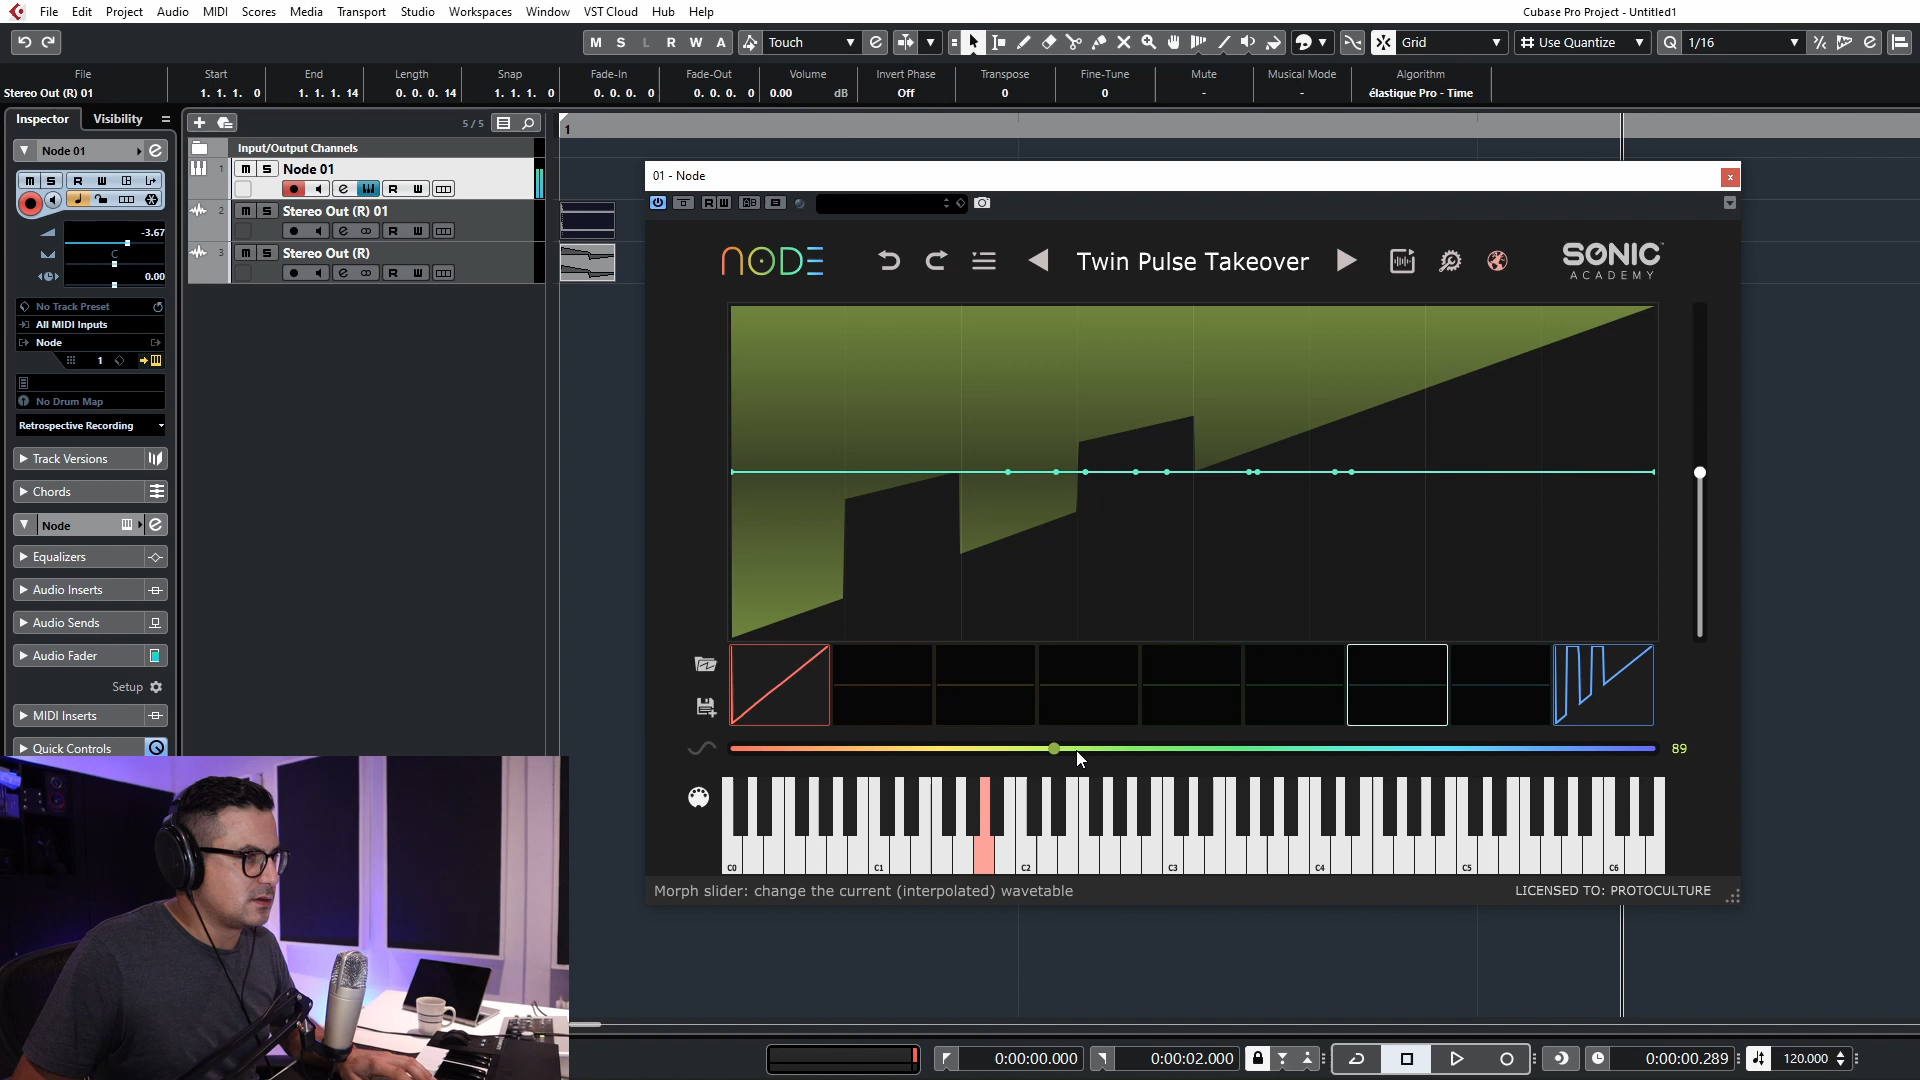 File Edit Project Audio MIDI Scores Media Transport Studio Workspaces Window VST Cloud Hub Help
Cubase Pro Project - Untitled1
M S L R W A Touch Grid Use Quantize Q 1/16
File Start End Length Snap Fade-In Fade-Out Volume Invert Phase Transpose Fine-Tune Mute Musical Mode Algorithm
Stereo Out (R) 01 1. 1. 1. 0 1. 1. 1. 14 0. 0. 0. 14 1. 1. 1. 0 0. 0. 0. 0 0. 0. 0. 0 0.00 dB Off 0 0 - - élastique Pro - Time
Inspector Visibility
5 / 5
1
Node 01
M S R W
-3.67
C
0.00
No Track Preset
All MIDI Inputs
Node
1
No Drum Map
Retrospective Recording
Track Versions
Chords
Node
Equalizers
Audio Inserts
Audio Sends
Audio Fader
Setup
MIDI Inserts
Quick Controls
Input/Output Channels
1 M S Node 01
R W
2 M S Stereo Out (R) 01
R W
3 M S Stereo Out (R)
R W
01 - Node
x
R W AB
NODE Twin Pulse Takeover SONIC
ACADEMY
89
C0 C1 C2 C3 C4 C5 C6
Morph slider: change the current (interpolated) wavetable
LICENSED TO: PROTOCULTURE
0:00:00.000 0:00:02.000 0:00:00.289 120.000